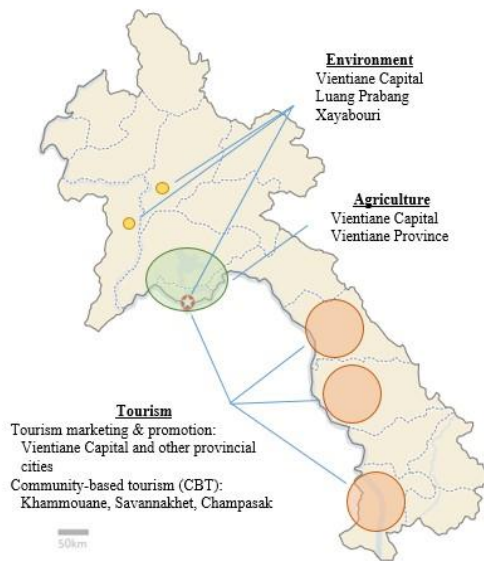 Environment
Vientiane Capital
Luang Prabang
Xayabouri
Agriculture
Vientiane Capital
Vientiane Province
Tourism
Tourism marketing & promotion:
Vientiane Capital and other provincial
cities
Community-based tourism (CBT):
Khammouane, Savannakhet, Champasak
50km